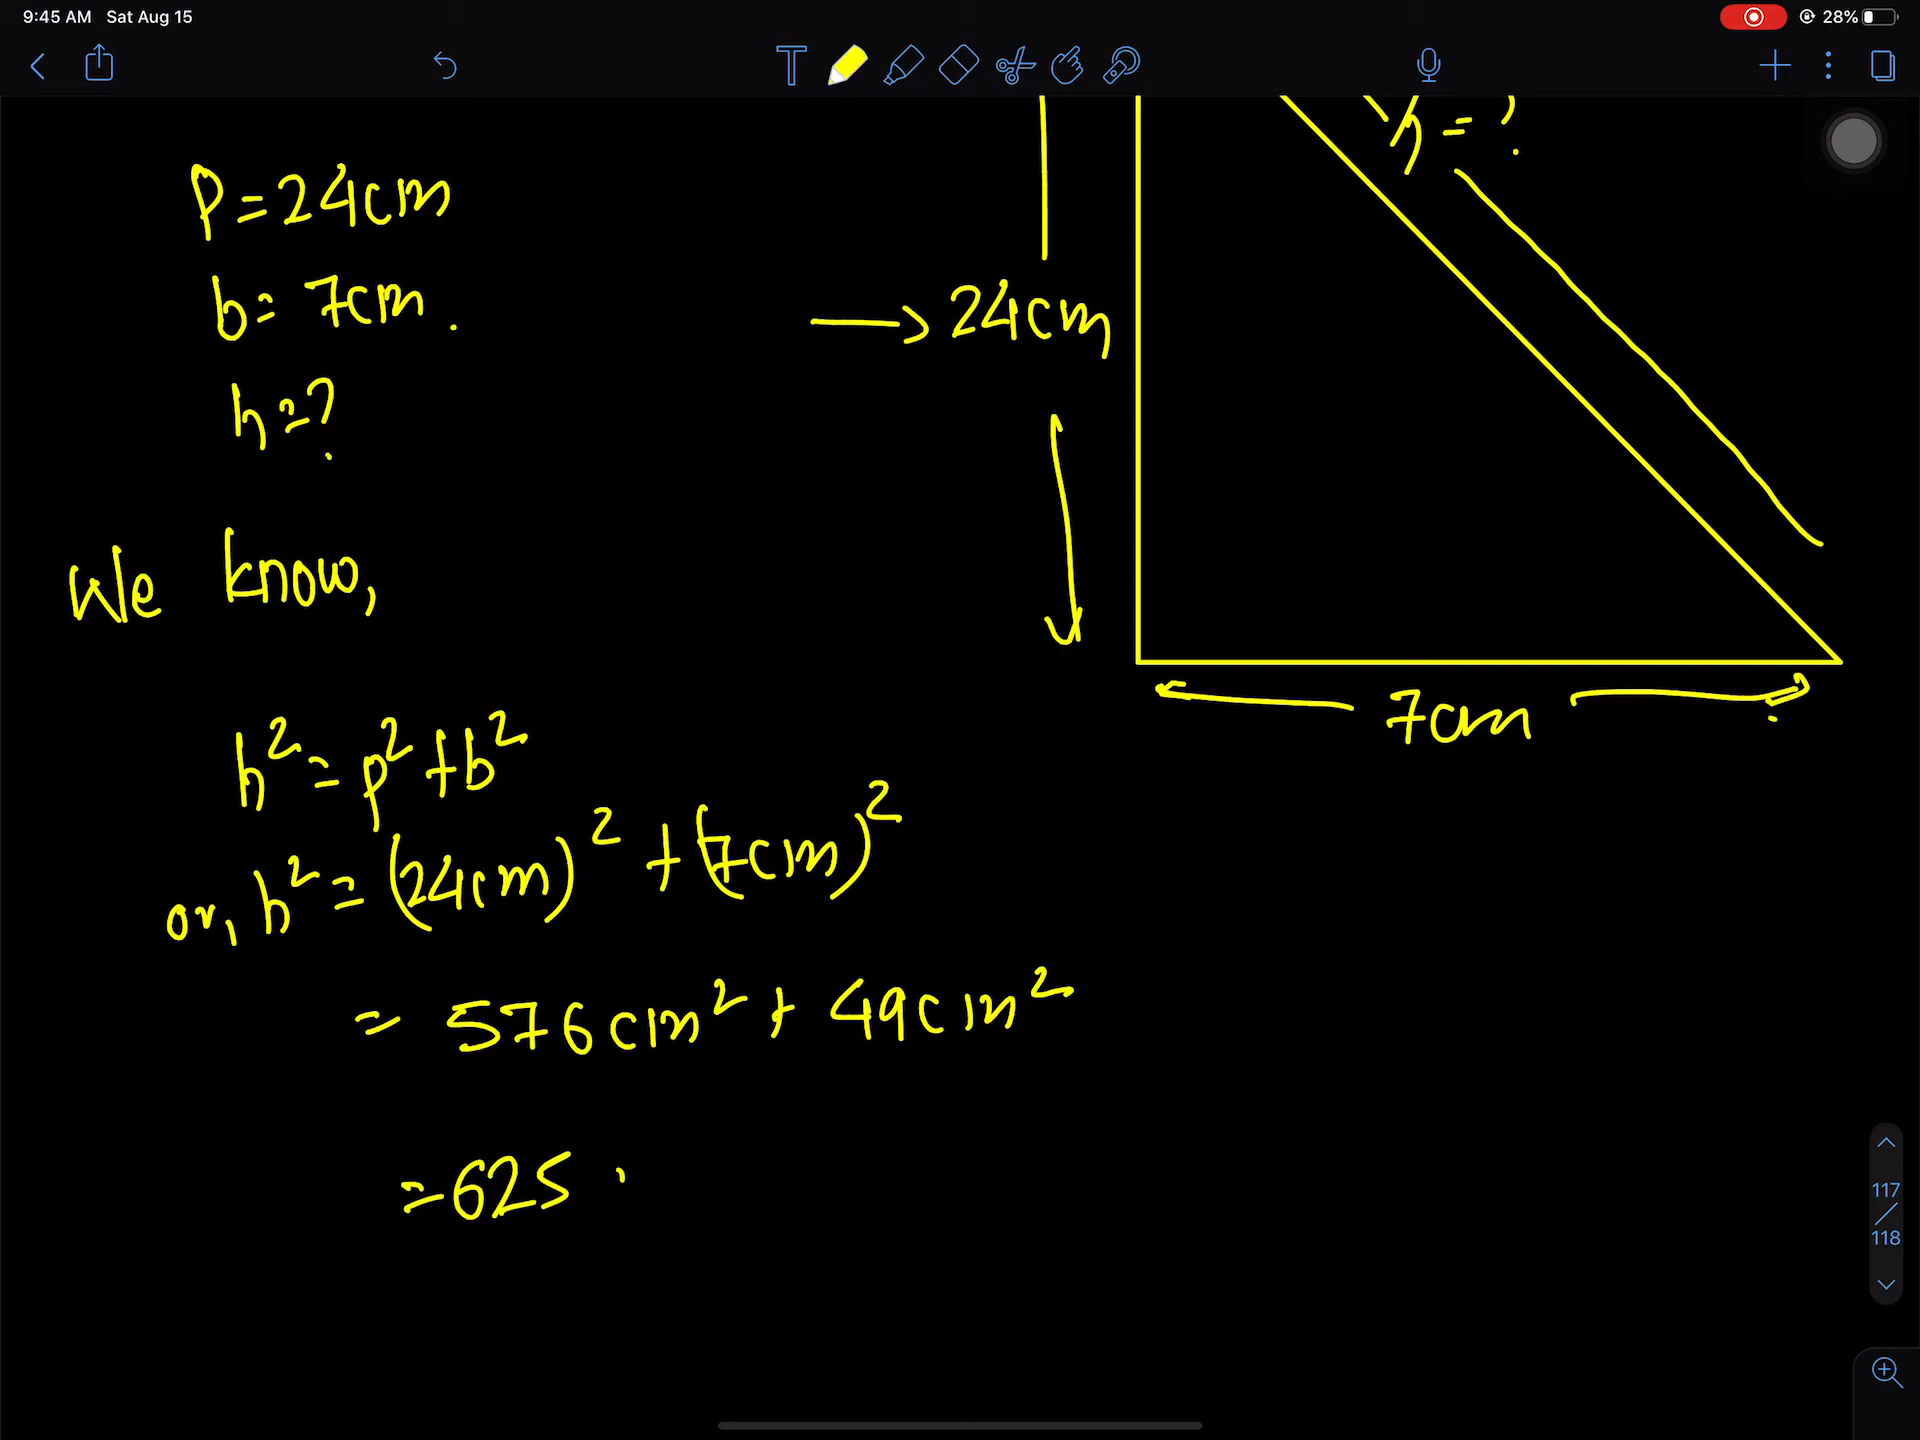 9:45 AM Sat Aug 15
28%
T
h = ?
P = 24cm
b = 7cm.
h = ?
→ 24cm
We know,
7cm
h² = p² + b²
or, h² = (24cm)² + (7cm)²
= 576cm² + 49cm²
= 625
117
/
118